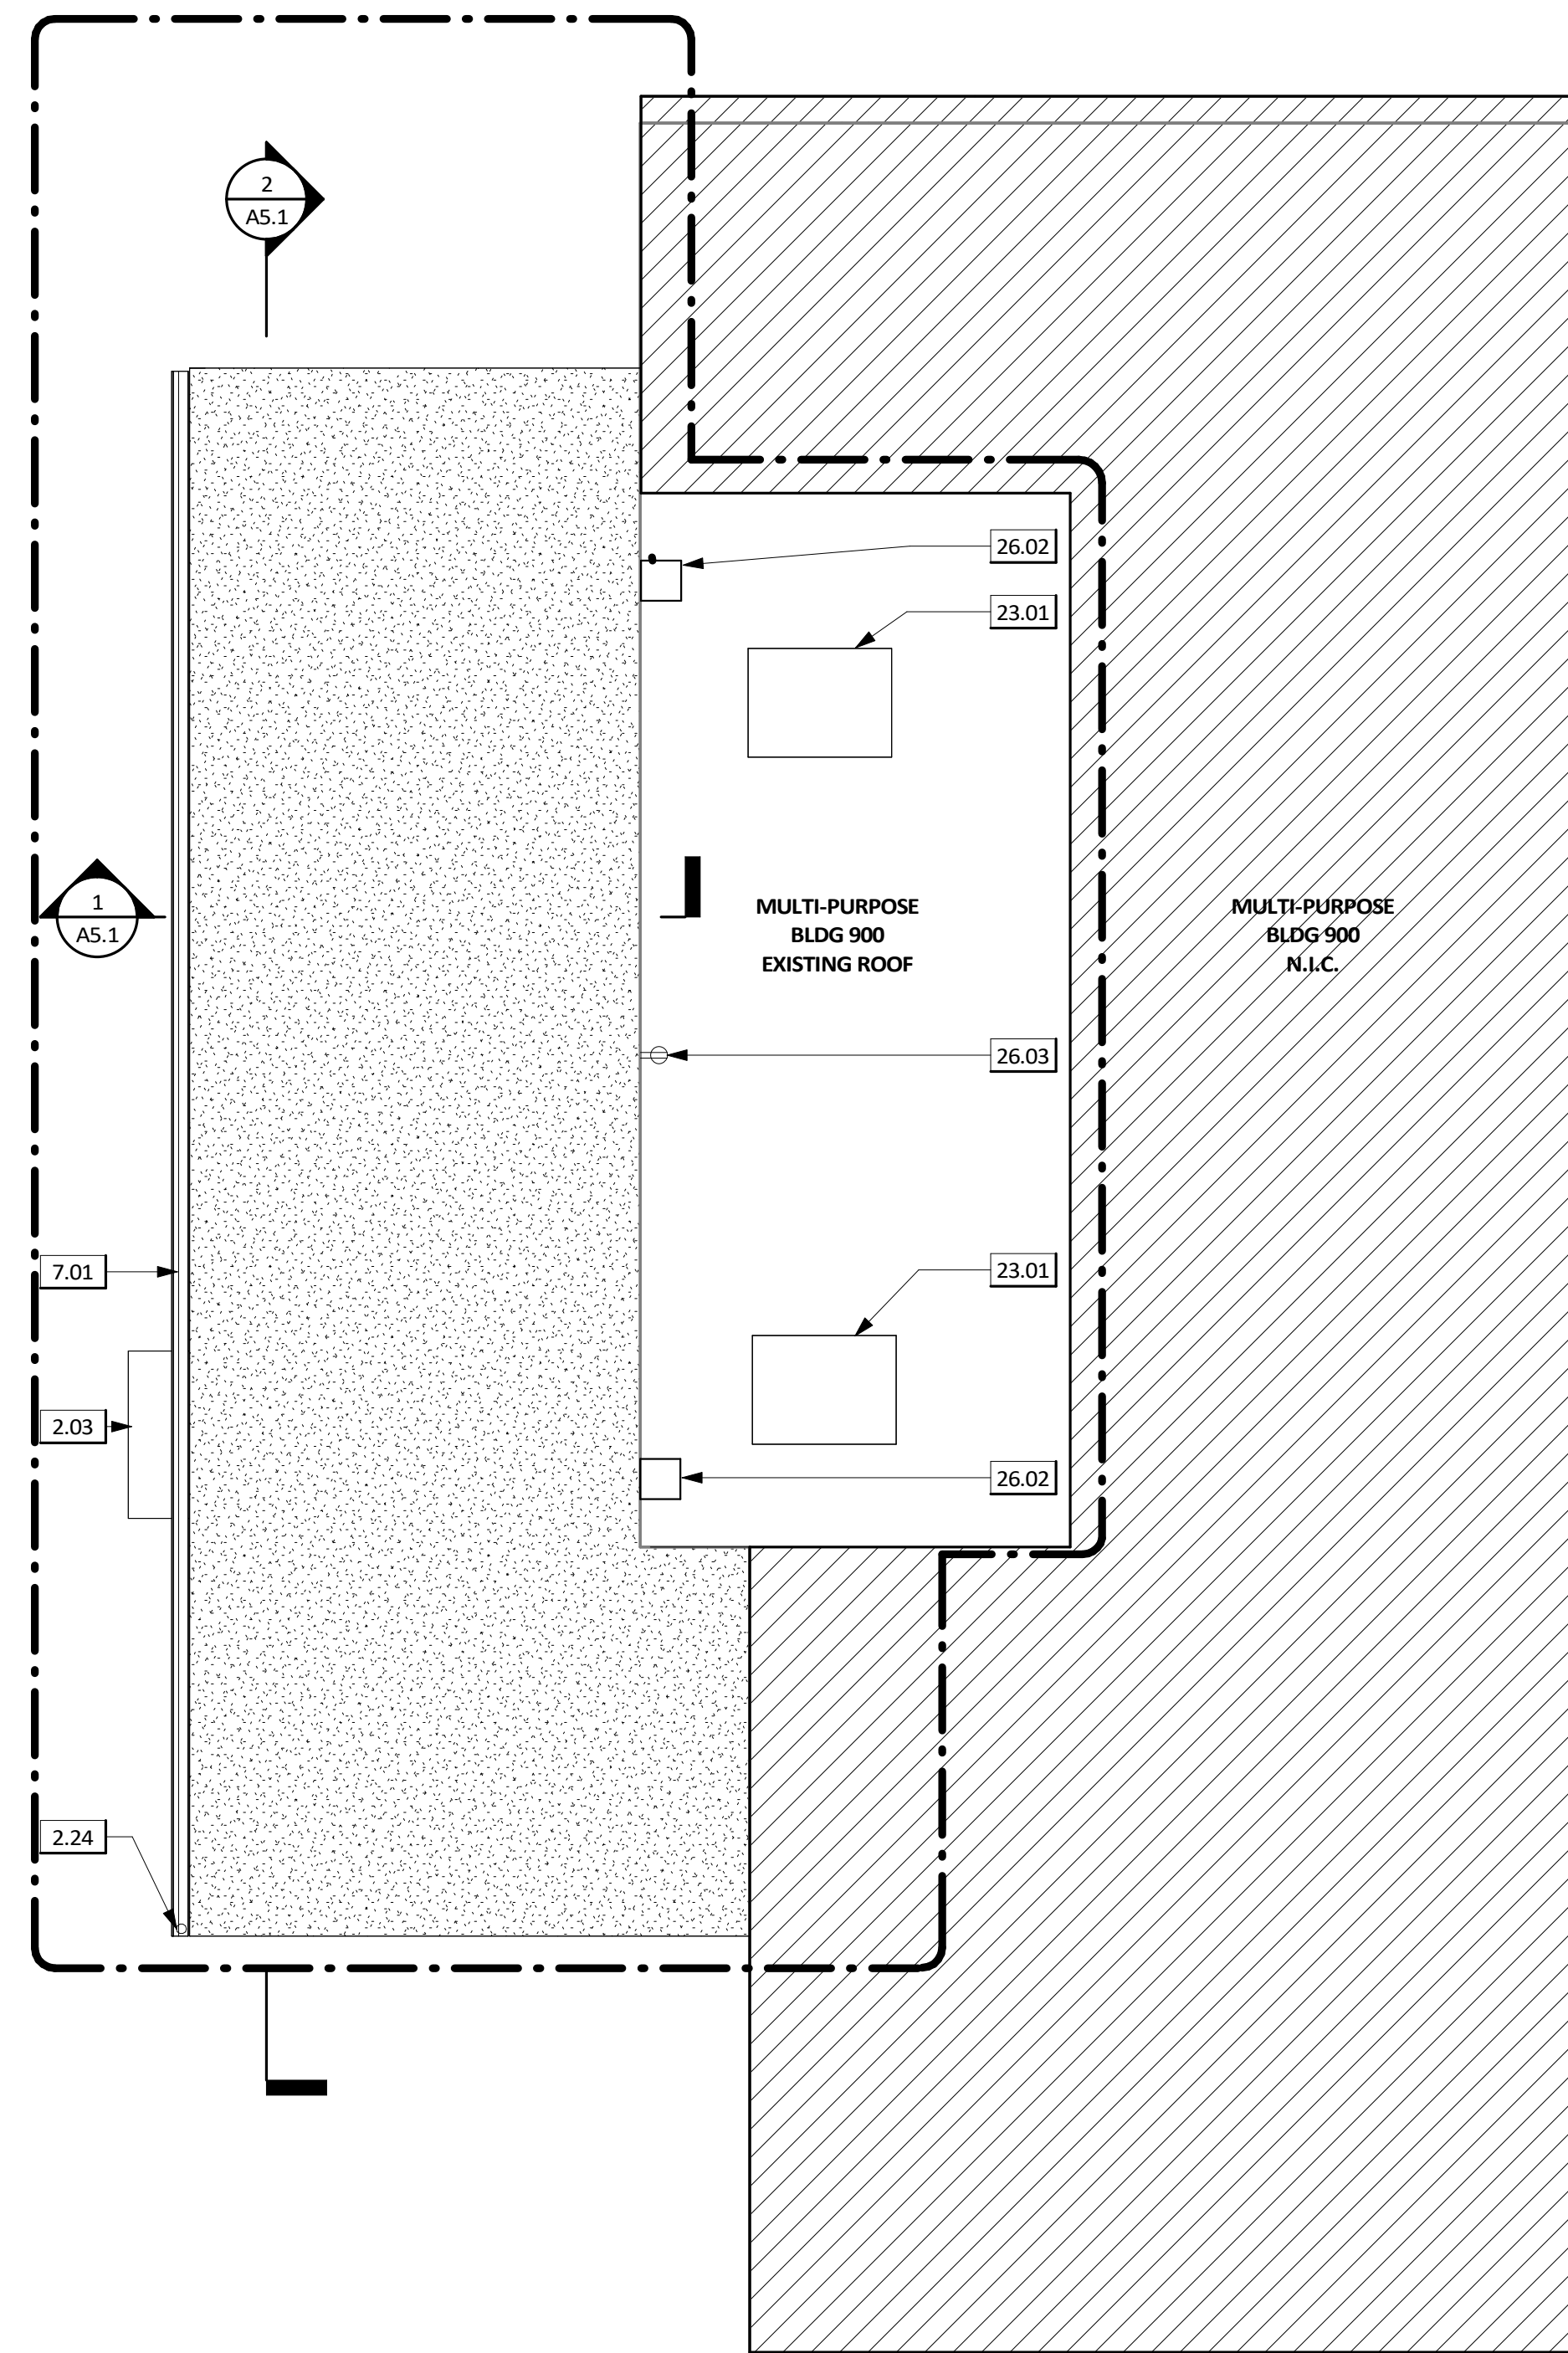 2
A5.1
26.02
23.01
1
A5.1
MULTI-PURPOSE
BLDG 900
EXISTING ROOF
MULTI-PURPOSE
BLDG 900
N.I.C.
26.03
7.01
23.01
2.03
26.02
2.24